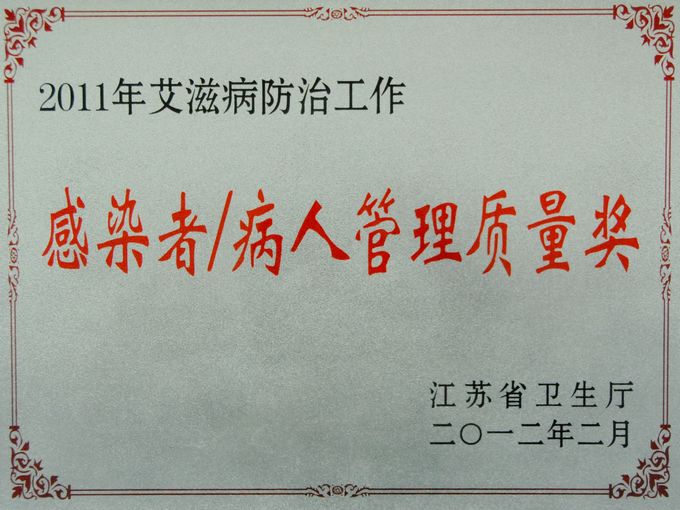 2011年艾滋病防治工作
感染者/病人管理质量奖
江苏省卫生厅
二〇一二年二月